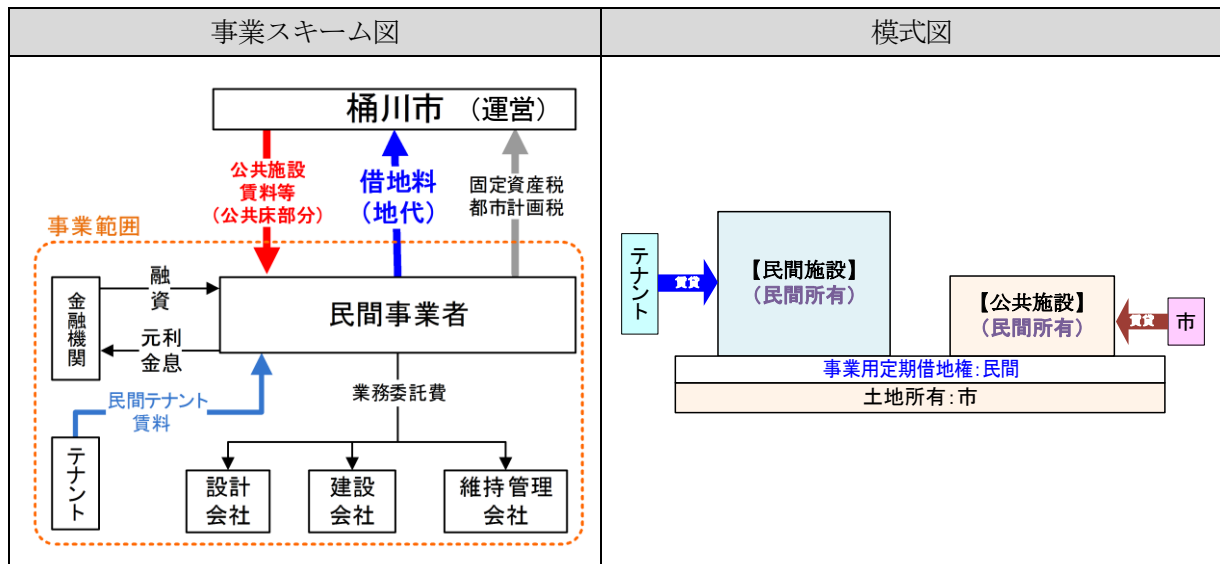 事業スキーム図
桶川市（運営）
公共施設
賃料等
（公共床部分）
借地料
（地代）
固定資産税
都市計画税
事業範囲
金融機関
融
資
元利
金息
民間事業者
民間テナント
賃料
業務委託費
テナント
設計
会社
建設
会社
維持管理
会社
模式図
テナント
賃貸
【民間施設】
（民間所有）
【公共施設】
（民間所有）
賃貸
市
事業用定期借地権：民間
土地所有：市